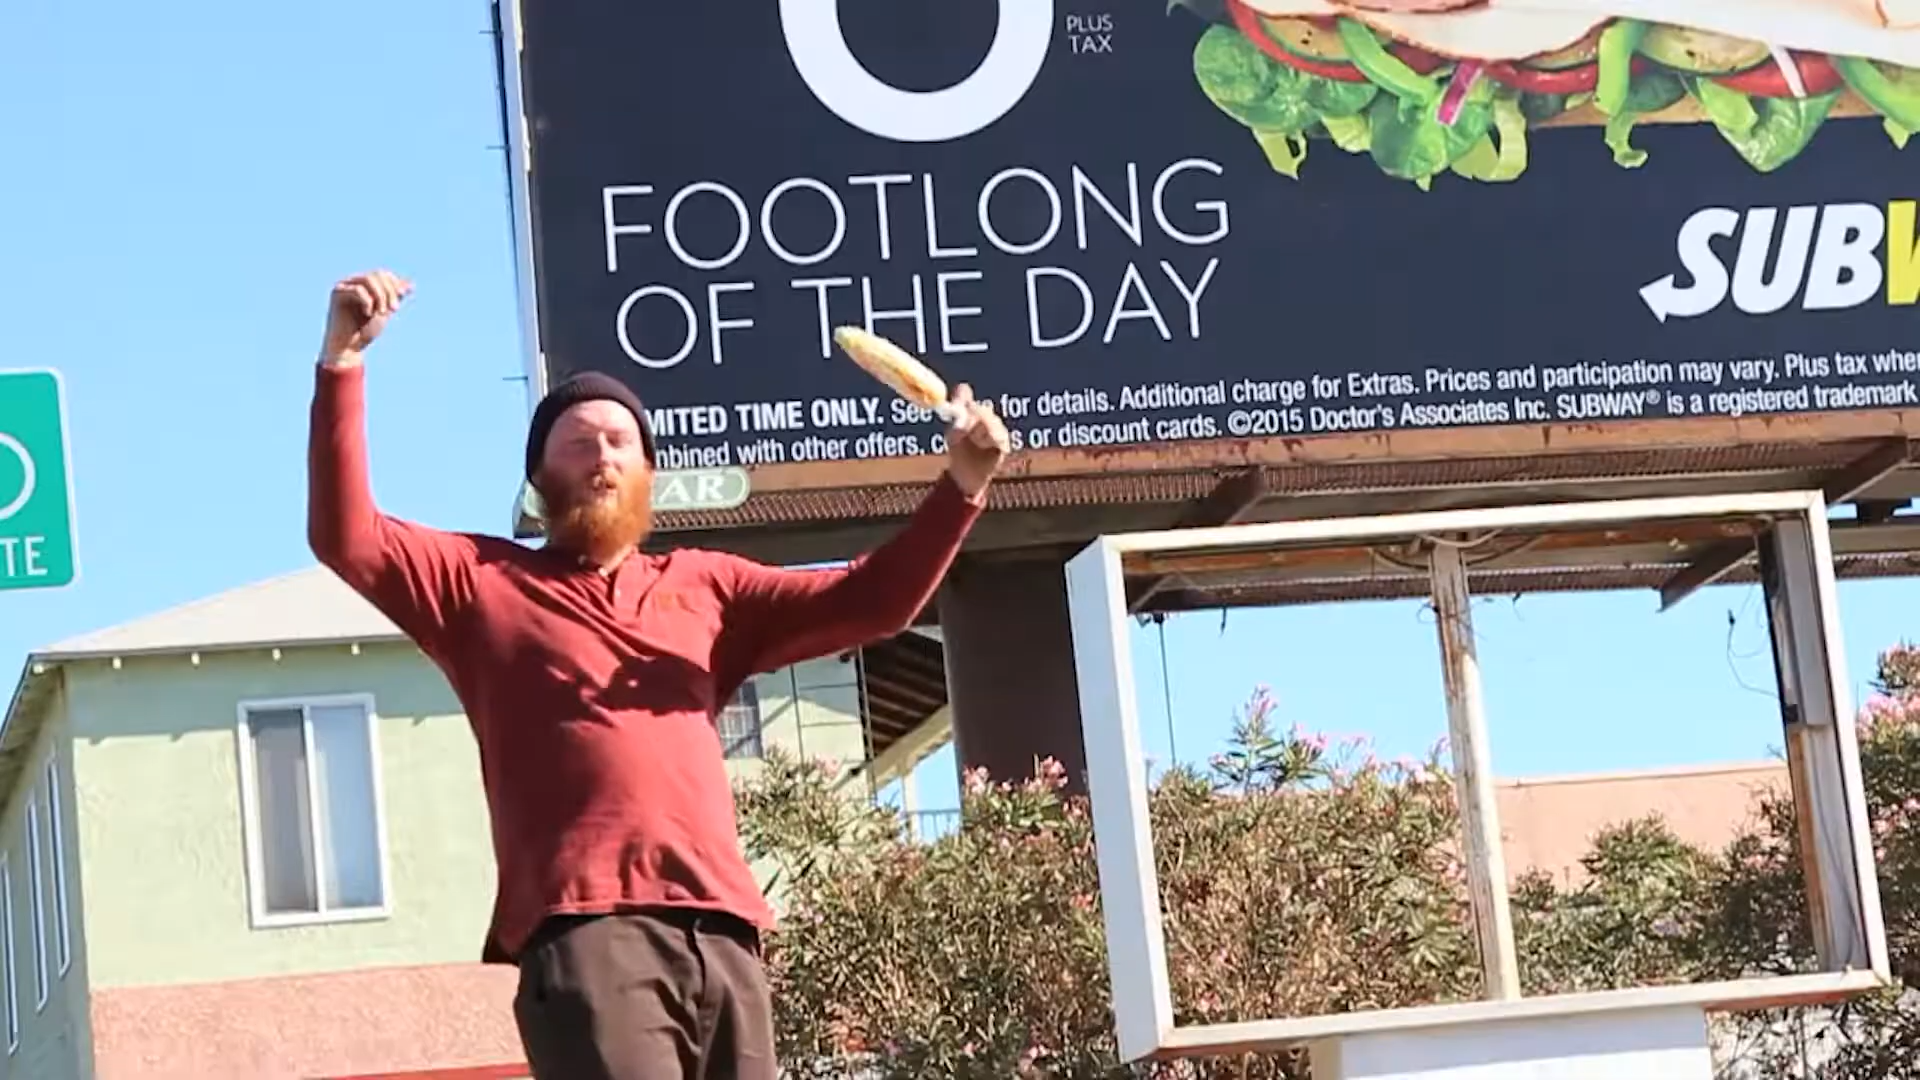 PLUS
TAX
FOOTLONG
OF THE DAY
SUB
MITED TIME ONLY. See for details. Additional charge for Extras. Prices and participation may vary. Plus tax whe
nbined with other offers, or discount cards. ©2015 Doctor's Associates Inc. SUBWAY® is a registered trademark
AR
TE